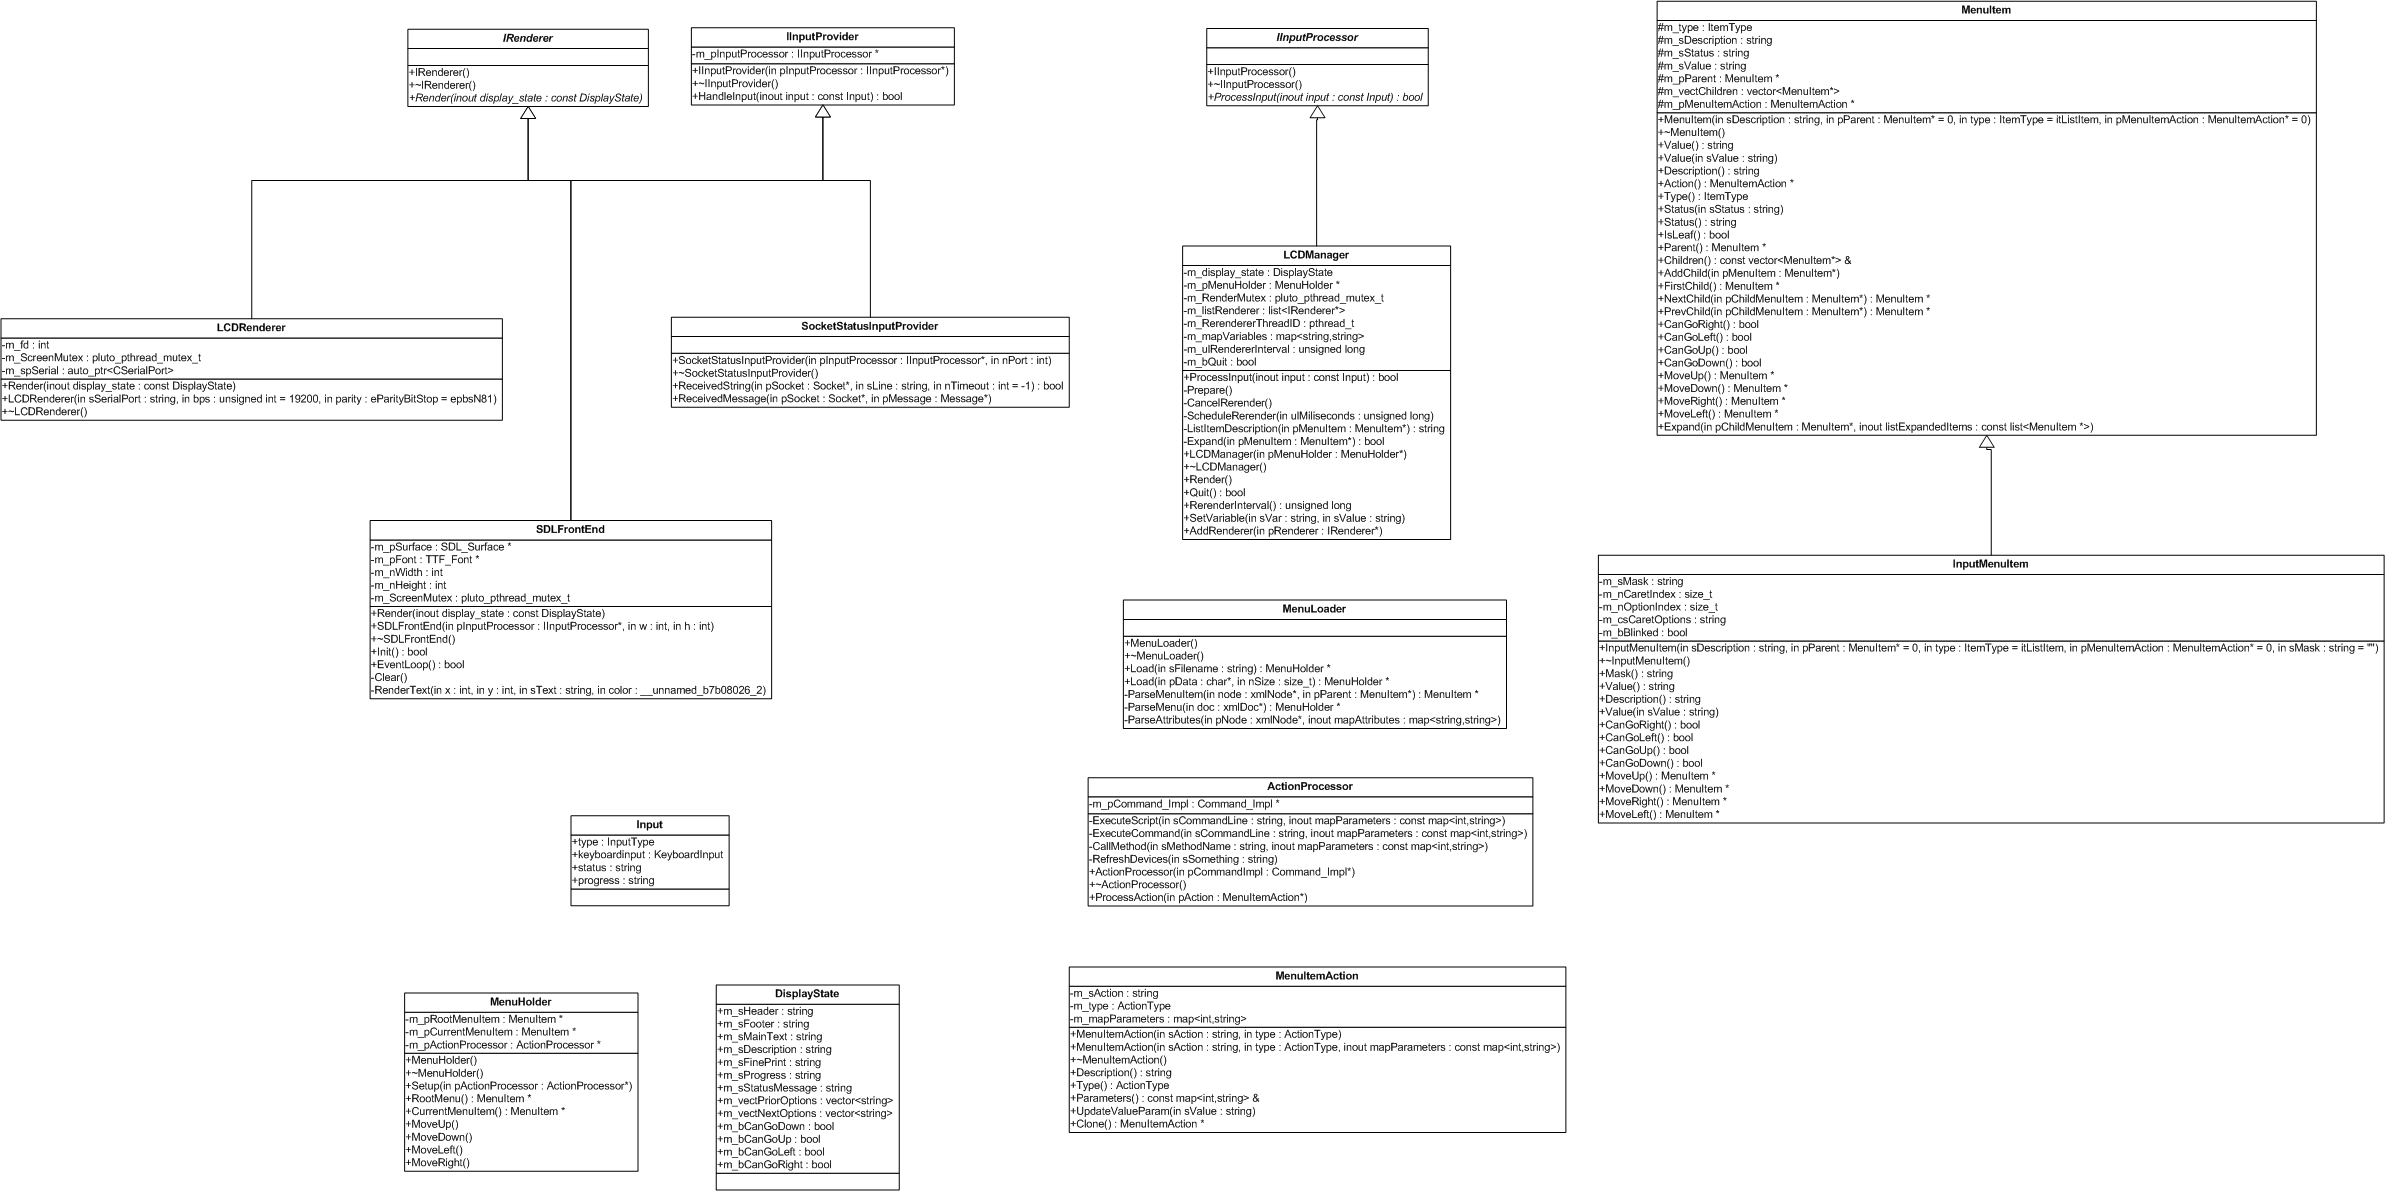 IRenderer
+IRenderer()
+~IRenderer()
+Render(inout display_state : const DisplayState)
IInputProvider
-m_pInputProcessor : IInputProcessor *
+IInputProvider(in pInputProcessor : IInputProcessor*)
+~IInputProvider()
+HandleInput(inout input : const Input) : bool
IInputProcessor
+IInputProcessor()
+~IInputProcessor()
+ProcessInput(inout input : const Input) : bool
MenuItem
#m_type : ItemType
#m_sDescription : string
#m_sStatus : string
#m_sValue : string
#m_pParent : MenuItem *
#m_vectChildren : vector<MenuItem*>
#m_pMenuItemAction : MenuItemAction *
+MenuItem(in sDescription : string, in pParent : MenuItem* = 0, in type : ItemType = itListItem, in pMenuItemAction : MenuItemAction* = 0)
+~MenuItem()
+Value() : string
+Value(in sValue : string)
+Description() : string
+Action() : MenuItemAction *
+Type() : ItemType
+Status(in sStatus : string)
+Status() : string
+IsLeaf() : bool
+Parent() : MenuItem *
+Children() : const vector<MenuItem*> &
+AddChild(in pMenuItem : MenuItem*)
+FirstChild() : MenuItem *
+NextChild(in pChildMenuItem : MenuItem*) : MenuItem *
+PrevChild(in pChildMenuItem : MenuItem*) : MenuItem *
+CanGoRight() : bool
+CanGoLeft() : bool
+CanGoUp() : bool
+CanGoDown() : bool
+MoveUp() : MenuItem *
+MoveDown() : MenuItem *
+MoveRight() : MenuItem *
+MoveLeft() : MenuItem *
+Expand(in pChildMenuItem : MenuItem*, inout listExpandedItems : const list<MenuItem *>)
LCDRenderer
-m_fd : int
-m_ScreenMutex : pluto_pthread_mutex_t
-m_spSerial : auto_ptr<CSerialPort>
+Render(inout display_state : const DisplayState)
+LCDRenderer(in sSerialPort : string, in bps : unsigned int = 19200, in parity : eParityBitStop = epbsN81)
+~LCDRenderer()
SocketStatusInputProvider
+SocketStatusInputProvider(in pInputProcessor : IInputProcessor*, in nPort : int)
+~SocketStatusInputProvider()
+ReceivedString(in pSocket : Socket*, in sLine : string, in nTimeout : int = -1) : bool
+ReceivedMessage(in pSocket : Socket*, in pMessage : Message*)
LCDManager
-m_display_state : DisplayState
-m_pMenuHolder : MenuHolder *
-m_RenderMutex : pluto_pthread_mutex_t
-m_listRenderer : list<IRenderer*>
-m_RerendererThreadID : pthread_t
-m_mapVariables : map<string,string>
-m_ulRendererInterval : unsigned long
-m_bQuit : bool
+ProcessInput(inout input : const Input) : bool
-Prepare()
-CancelRerender()
-ScheduleRerender(in ulMiliseconds : unsigned long)
-ListItemDescription(in pMenuItem : MenuItem*) : string
-Expand(in pMenuItem : MenuItem*) : bool
+LCDManager(in pMenuHolder : MenuHolder*)
+~LCDManager()
+Render()
+Quit() : bool
+RerenderInterval() : unsigned long
+SetVariable(in sVar : string, in sValue : string)
+AddRenderer(in pRenderer : IRenderer*)
SDLFrontEnd
-m_pSurface : SDL_Surface *
-m_pFont : TTF_Font *
-m_nWidth : int
-m_nHeight : int
-m_ScreenMutex : pluto_pthread_mutex_t
+Render(inout display_state : const DisplayState)
+SDLFrontEnd(in pInputProcessor : IInputProcessor*, in w : int, in h : int)
+~SDLFrontEnd()
+Init() : bool
+EventLoop() : bool
-Clear()
-RenderText(in x : int, in y : int, in sText : string, in color : __unnamed_b7b08026_2)
InputMenuItem
-m_sMask : string
-m_nCaretIndex : size_t
-m_nOptionIndex : size_t
-m_csCaretOptions : string
-m_bBlinked : bool
+InputMenuItem(in sDescription : string, in pParent : MenuItem* = 0, in type : ItemType = itListItem, in pMenuItemAction : MenuItemAction* = 0, in sMask : string = "")
+~InputMenuItem()
+Mask() : string
+Value() : string
+Description() : string
+Value(in sValue : string)
+CanGoRight() : bool
+CanGoLeft() : bool
+CanGoUp() : bool
+CanGoDown() : bool
+MoveUp() : MenuItem *
+MoveDown() : MenuItem *
+MoveRight() : MenuItem *
+MoveLeft() : MenuItem *
MenuLoader
+MenuLoader()
+~MenuLoader()
+Load(in sFilename : string) : MenuHolder *
+Load(in pData : char*, in nSize : size_t) : MenuHolder *
-ParseMenuItem(in node : xmlNode*, in pParent : MenuItem*) : MenuItem *
-ParseMenu(in doc : xmlDoc*) : MenuHolder *
-ParseAttributes(in pNode : xmlNode*, inout mapAttributes : map<string,string>)
ActionProcessor
-m_pCommand_Impl : Command_Impl *
-ExecuteScript(in sCommandLine : string, inout mapParameters : const map<int,string>)
-ExecuteCommand(in sCommandLine : string, inout mapParameters : const map<int,string>)
-CallMethod(in sMethodName : string, inout mapParameters : const map<int,string>)
-RefreshDevices(in sSomething : string)
+ActionProcessor(in pCommandImpl : Command_Impl*)
+~ActionProcessor()
+ProcessAction(in pAction : MenuItemAction*)
Input
+type : InputType
+keyboardinput : KeyboardInput
+status : string
+progress : string
MenuHolder
-m_pRootMenuItem : MenuItem *
-m_pCurrentMenuItem : MenuItem *
-m_pActionProcessor : ActionProcessor *
+MenuHolder()
+~MenuHolder()
+Setup(in pActionProcessor : ActionProcessor*)
+RootMenu() : MenuItem *
+CurrentMenuItem() : MenuItem *
+MoveUp()
+MoveDown()
+MoveLeft()
+MoveRight()
DisplayState
+m_sHeader : string
+m_sFooter : string
+m_sMainText : string
+m_sDescription : string
+m_sFinePrint : string
+m_sProgress : string
+m_sStatusMessage : string
+m_vectPriorOptions : vector<string>
+m_vectNextOptions : vector<string>
+m_bCanGoDown : bool
+m_bCanGoUp : bool
+m_bCanGoLeft : bool
+m_bCanGoRight : bool
MenuItemAction
-m_sAction : string
-m_type : ActionType
-m_mapParameters : map<int,string>
+MenuItemAction(in sAction : string, in type : ActionType)
+MenuItemAction(in sAction : string, in type : ActionType, inout mapParameters : const map<int,string>)
+~MenuItemAction()
+Description() : string
+Type() : ActionType
+Parameters() : const map<int,string> &
+UpdateValueParam(in sValue : string)
+Clone() : MenuItemAction *